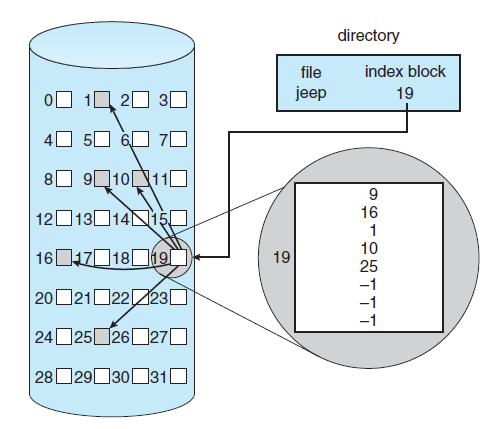 directory
file index block
jeep 19
0 1 2 3
4 5 6 7
8 9 10 11
12 13 14 15
16 17 18 19
20 21 22 23
24 25 26 27
28 29 30 31
19
9
16
1
10
25
–1
–1
–1